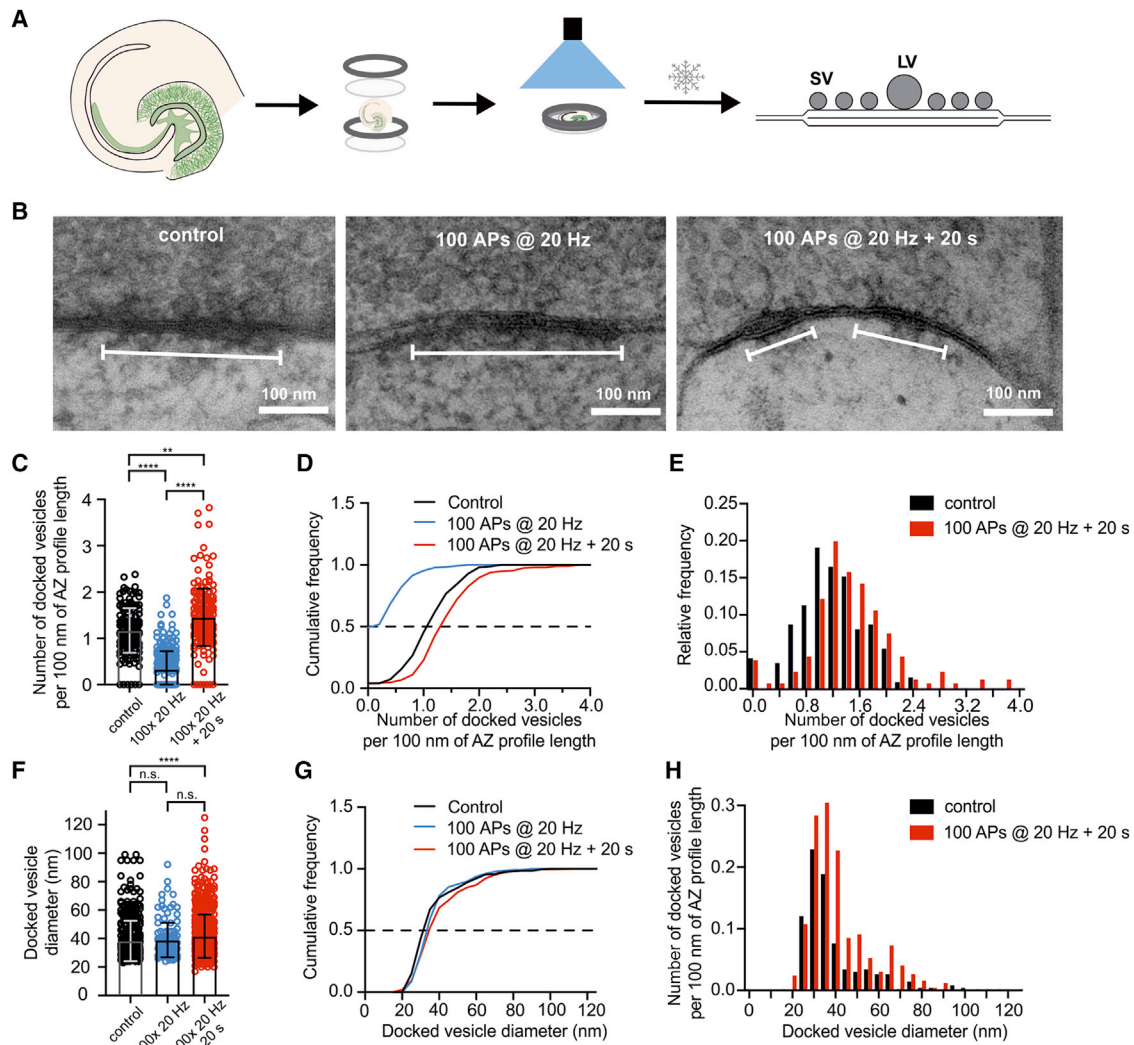 A
SV
LV
B
control
100 APs @ 20 Hz
100 APs @ 20 Hz + 20 s
100 nm
100 nm
100 nm
C
Number of docked vesicles
per 100 nm of AZ profile length
**
****
****
4
3
2
1
0
control
100x 20 Hz
100x 20 Hz
+ 20 s
D
Cumulative frequency
1.5
1.0
0.5
0.0
Control
100 APs @ 20 Hz
100 APs @ 20 Hz + 20 s
0.0
1.0
2.0
3.0
4.0
Number of docked vesicles
per 100 nm of AZ profile length
E
Relative frequency
0.25
0.20
0.15
0.10
0.05
0.00
control
100 APs @ 20 Hz + 20 s
0.0
0.8
1.6
2.4
3.2
4.0
Number of docked vesicles
per 100 nm of AZ profile length
F
Docked vesicle
diameter (nm)
****
n.s.
n.s.
120
100
80
60
40
20
0
control
00x 20 Hz
00x 20 Hz
20 s
G
Cumulative frequency
1.5
1.0
0.5
0.0
Control
100 APs @ 20 Hz
100 APs @ 20 Hz + 20 s
0
20
40
60
80
100
120
Docked vesicle diameter (nm)
H
Number of docked vesicles
per 100 nm of AZ profile length
0.3
0.2
0.1
0.0
control
100 APs @ 20 Hz + 20 s
0
20
40
60
80
100
120
Docked vesicle diameter (nm)